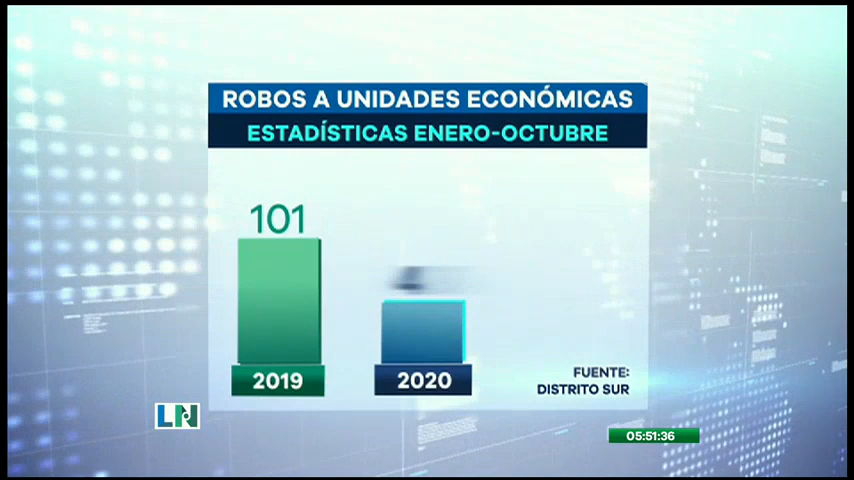 ROBOS A UNIDADES ECONÓMICAS
ESTADÍSTICAS ENERO-OCTUBRE
101
2019
2020
FUENTE:
DISTRITO SUR
LN
05:51:36